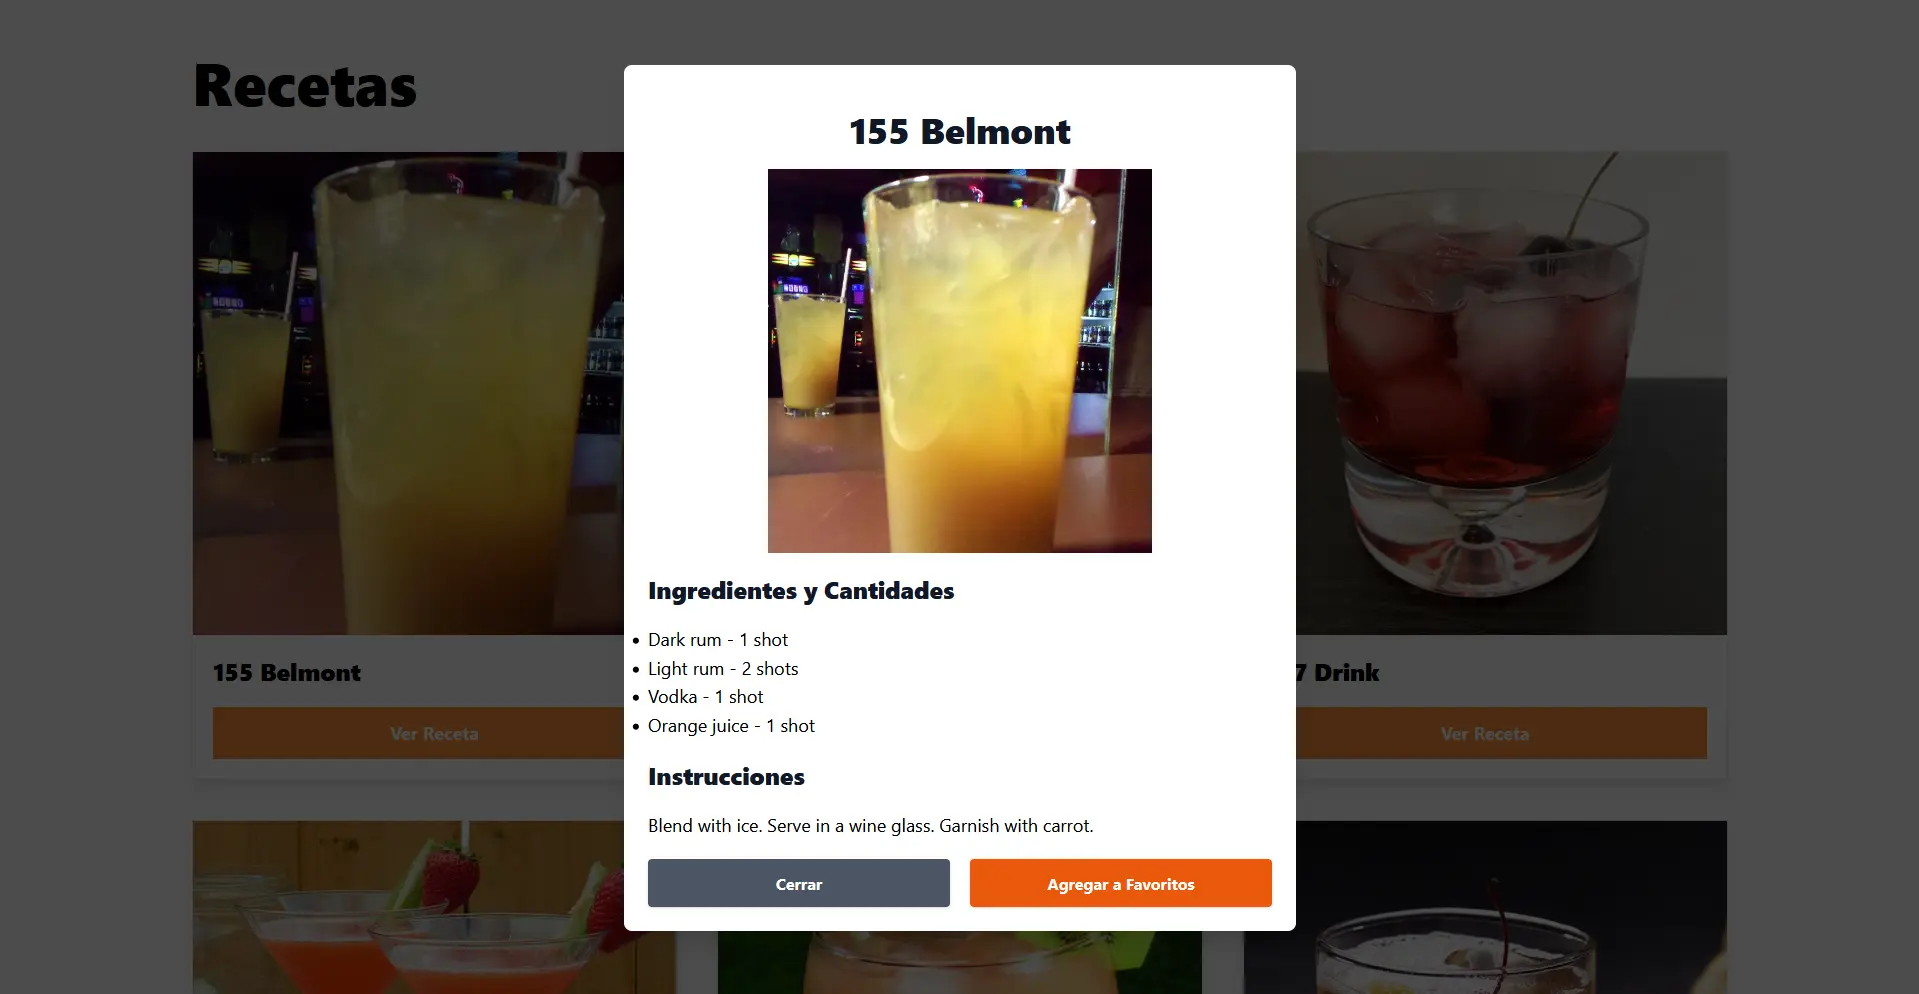 Recetas
155 Belmont
Ingredientes y Cantidades
Dark rum - 1 shot
Light rum - 2 shots
Vodka - 1 shot
Orange juice - 1 shot
Instrucciones
Blend with ice. Serve in a wine glass. Garnish with carrot.
Cerrar
Agregar a Favoritos
155 Belmont
Ver Receta
7 Drink
Ver Receta